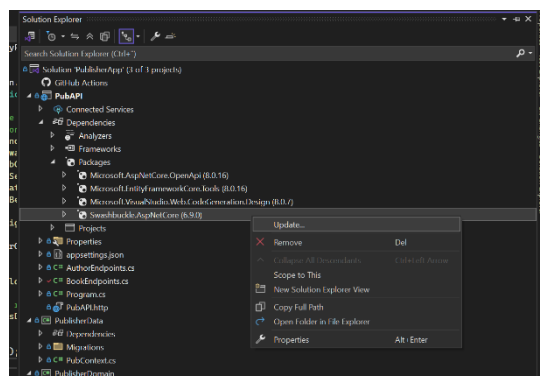 Solution Explorer
Search Solution Explorer (Ctrl+')
Solution 'PublisherApp' (3 of 3 projects)
GitHub Actions
PubAPI
Connected Services
Dependencies
Analyzers
Frameworks
Packages
Microsoft.AspNetCore.OpenApi (8.0.16)
Microsoft.EntityFrameworkCore.Tools (8.0.16)
Microsoft.VisualStudio.Web.CodeGeneration.Design (8.0.7)
Swashbuckle.AspNetCore (6.9.0)
Update...
Projects
Remove Del
Properties
Collapse All Descendants Ctrl+Left Arrow
appsettings.json
Scope to This
C# AuthorEndpoints.cs
New Solution Explorer View
C# BookEndpoints.cs
C# Program.cs
Copy Full Path
PubAPI.http
Open Folder in File Explorer
C# PublisherData
Properties Alt+Enter
Dependencies
Migrations
C# PubContext.cs
C# PublisherDomain